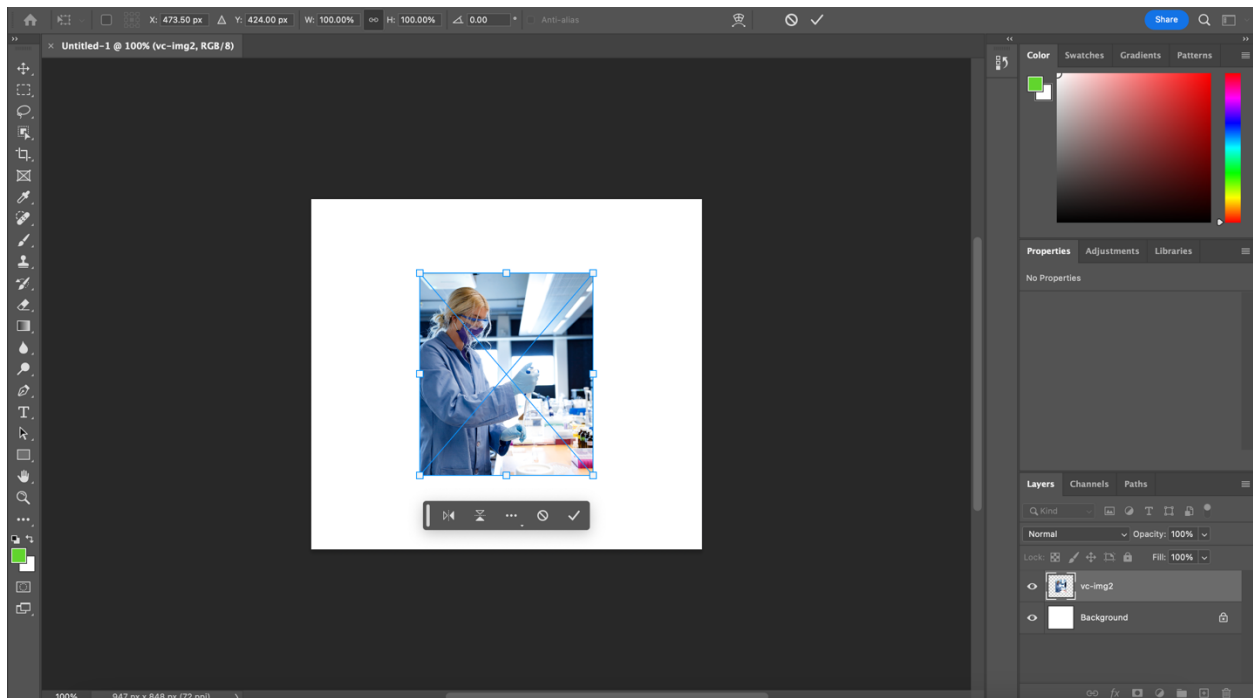 X: 473.50 px Y: 424.00 px W: 100.00% H: 100.00% 0.00 ° Anti-alias Share
× Untitled-1 @ 100% (vc-img2, RGB/8)
Color Swatches Gradients Patterns
Properties Adjustments Libraries
No Properties
Layers Channels Paths
Kind
Normal Opacity: 100%
Lock: Fill: 100%
vc-img2
Background
100% 947 px x 848 px (72 ppi)